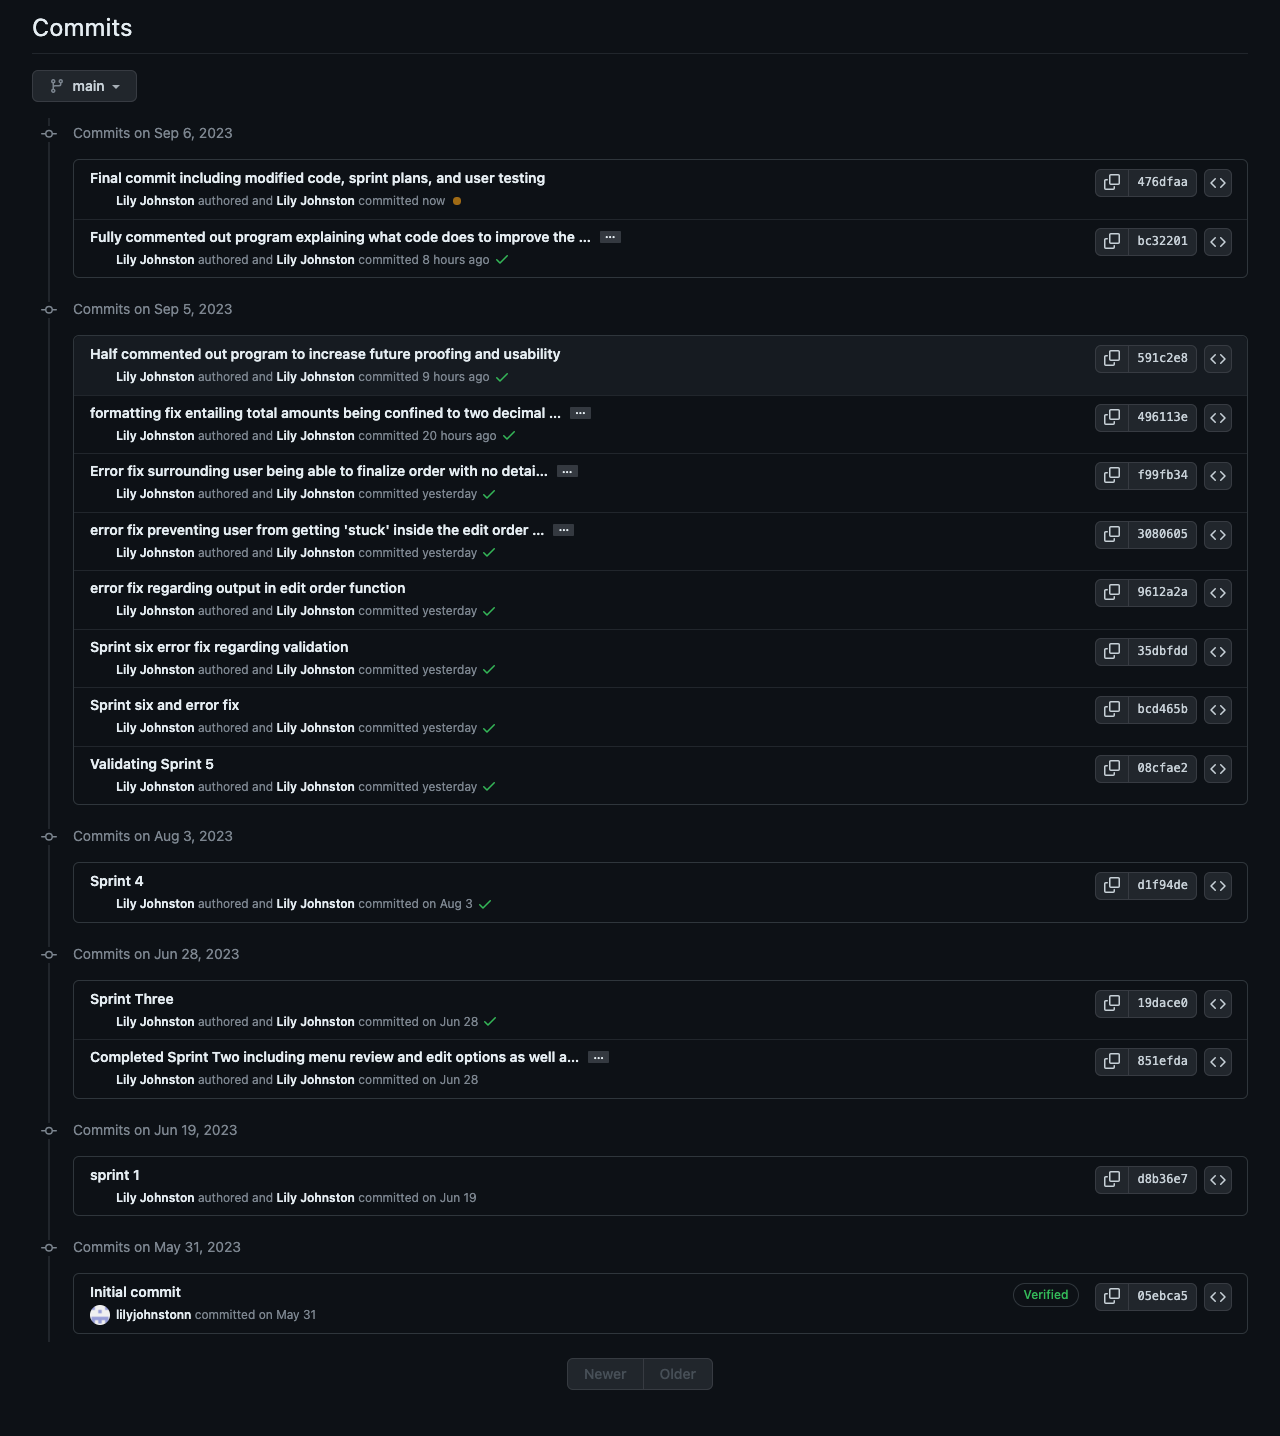 Commits
main
Commits on Sep 6, 2023
Final commit including modified code, sprint plans, and user testing
476dfaa
Lily Johnston authored and Lily Johnston committed now
Fully commented out program explaining what code does to improve the ...
bc32201
Lily Johnston authored and Lily Johnston committed 8 hours ago
Commits on Sep 5, 2023
Half commented out program to increase future proofing and usability
591c2e8
Lily Johnston authored and Lily Johnston committed 9 hours ago
formatting fix entailing total amounts being confined to two decimal ...
496113e
Lily Johnston authored and Lily Johnston committed 20 hours ago
Error fix surrounding user being able to finalize order with no detai...
f99fb34
Lily Johnston authored and Lily Johnston committed yesterday
error fix preventing user from getting 'stuck' inside the edit order ...
3080605
Lily Johnston authored and Lily Johnston committed yesterday
error fix regarding output in edit order function
9612a2a
Lily Johnston authored and Lily Johnston committed yesterday
Sprint six error fix regarding validation
35dbfdd
Lily Johnston authored and Lily Johnston committed yesterday
Sprint six and error fix
bcd465b
Lily Johnston authored and Lily Johnston committed yesterday
Validating Sprint 5
08cfae2
Lily Johnston authored and Lily Johnston committed yesterday
Commits on Aug 3, 2023
Sprint 4
d1f94de
Lily Johnston authored and Lily Johnston committed on Aug 3
Commits on Jun 28, 2023
Sprint Three
19dace0
Lily Johnston authored and Lily Johnston committed on Jun 28
Completed Sprint Two including menu review and edit options as well a...
851efda
Lily Johnston authored and Lily Johnston committed on Jun 28
Commits on Jun 19, 2023
sprint 1
d8b36e7
Lily Johnston authored and Lily Johnston committed on Jun 19
Commits on May 31, 2023
Initial commit
Verified
05ebca5
lilyjohnstonn committed on May 31
Newer
Older